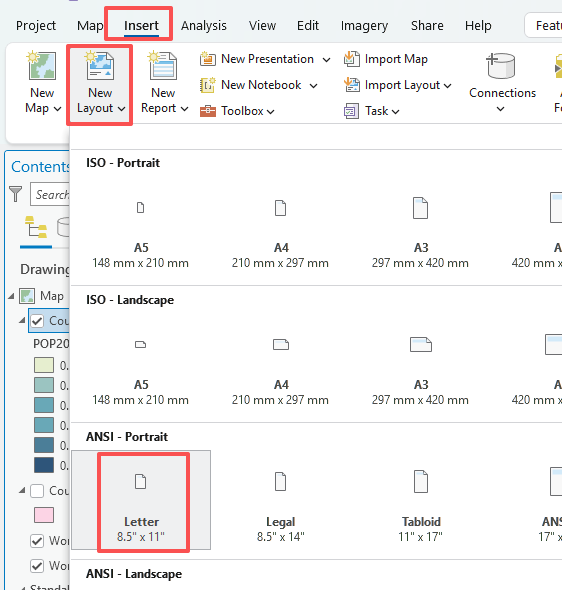 Project Map Insert Analysis View Edit Imagery Share Help Featu
New Map
New Layout
New Report
New Presentation
New Notebook
Toolbox
Import Map
Import Layout
Task
Connections
Contents
Search
Drawing
Map
Cou
POP20
0.
0.
0.
0.
0.
0.
Cou
Wor
Wor
Standal
ISO - Portrait
A5 A4 A3 A
148 mm x 210 mm 210 mm x 297 mm 297 mm x 420 mm 420 mm x
ISO - Landscape
A5 A4 A3 A
148 mm x 210 mm 210 mm x 297 mm 297 mm x 420 mm 420 mm x
ANSI - Portrait
Letter Legal Tabloid ANS
8.5" x 11" 8.5" x 14" 11" x 17" 17" x
ANSI - Landscape